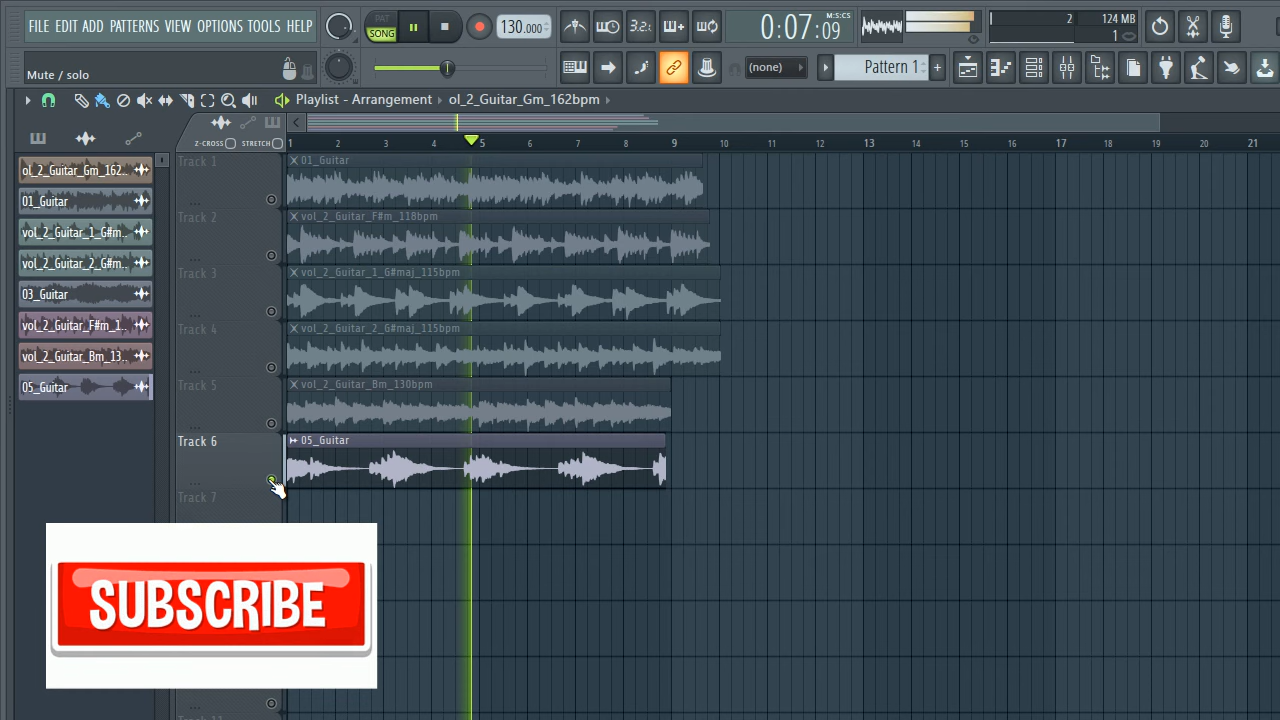 FILE EDIT ADD PATTERNS VIEW OPTIONS TOOLS HELP
PAT
SONG
130.000
3.2.
0:07:09
M:S:CS
2
124 MB
1
Mute / solo
(none)
Pattern 1
Playlist - Arrangement
ol_2_Guitar_Gm_162bpm
Z-CROSS
STRETCH
1 2 3 4 5 6 7 8 9 10 11 12 13 14 15 16 17 18 19 20 21
ol_2_Guitar_Gm_162..
01_Guitar
vol_2_Guitar_1_G#m..
vol_2_Guitar_2_G#m..
03_Guitar
vol_2_Guitar_F#m_1..
vol_2_Guitar_Bm_13..
05_Guitar
Track 1
01_Guitar
Track 2
vol_2_Guitar_F#m_118bpm
Track 3
vol_2_Guitar_1_G#maj_115bpm
Track 4
vol_2_Guitar_2_G#maj_115bpm
Track 5
vol_2_Guitar_Bm_130bpm
Track 6
05_Guitar
Track 7
SUBSCRIBE